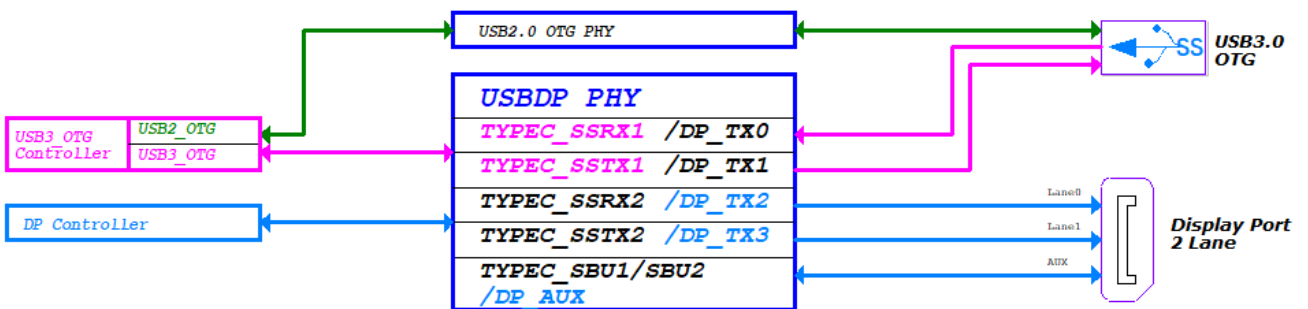 USB2.0 OTG PHY
SS
USB3.0
OTG
USBDP PHY
USB3_OTG
Controller
USB2_OTG
USB3_OTG
TYPEC_SSRX1 /DP_TX0
TYPEC_SSTX1 /DP_TX1
TYPEC_SSRX2 /DP_TX2
TYPEC_SSTX2 /DP_TX3
TYPEC_SBU1/SBU2
/DP_AUX
DP Controller
Lane0
Lane1
AUX
Display Port
2 Lane